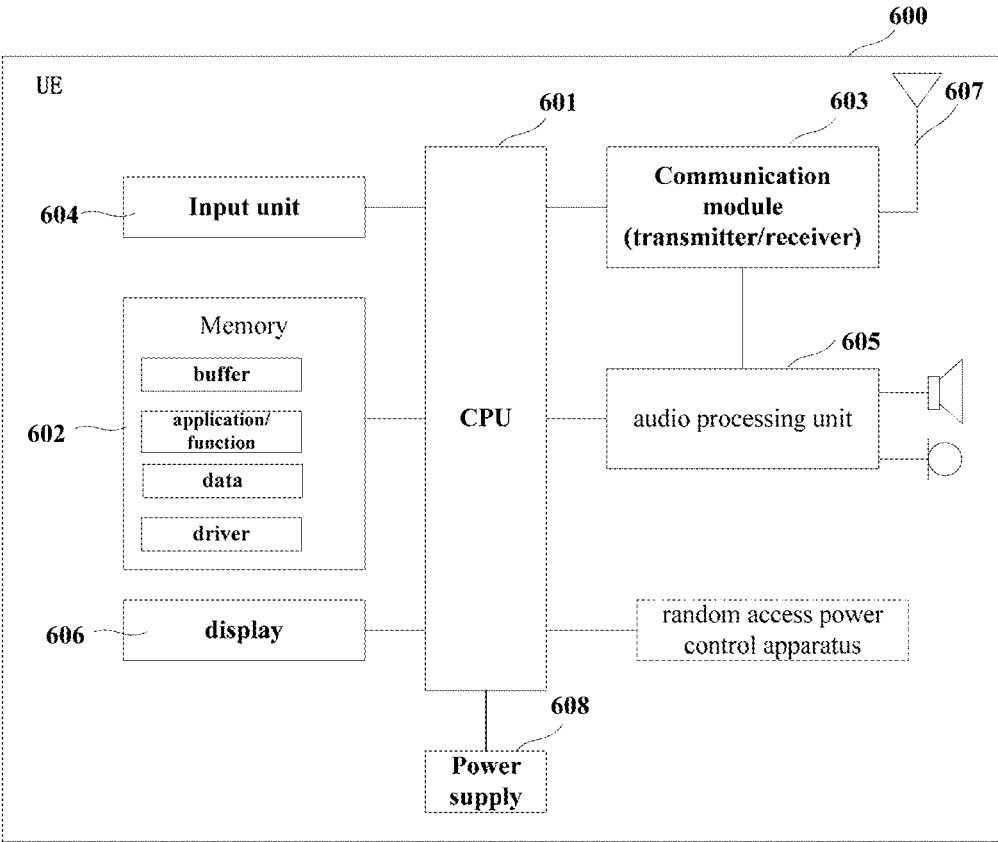 600
UE
601
603
607
Communication
module
(transmitter/receiver)
604
Input unit
Memory
buffer
application/
function
data
driver
602
CPU
605
audio processing unit
606
display
random access power
control apparatus
608
Power
supply